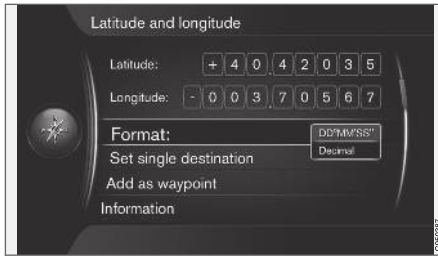 Latitude and longitude
Latitude: +40.42035
Longitude: -003.70567
Format: DD°MM'SS"
Decimal
Set single destination
Add as waypoint
Information